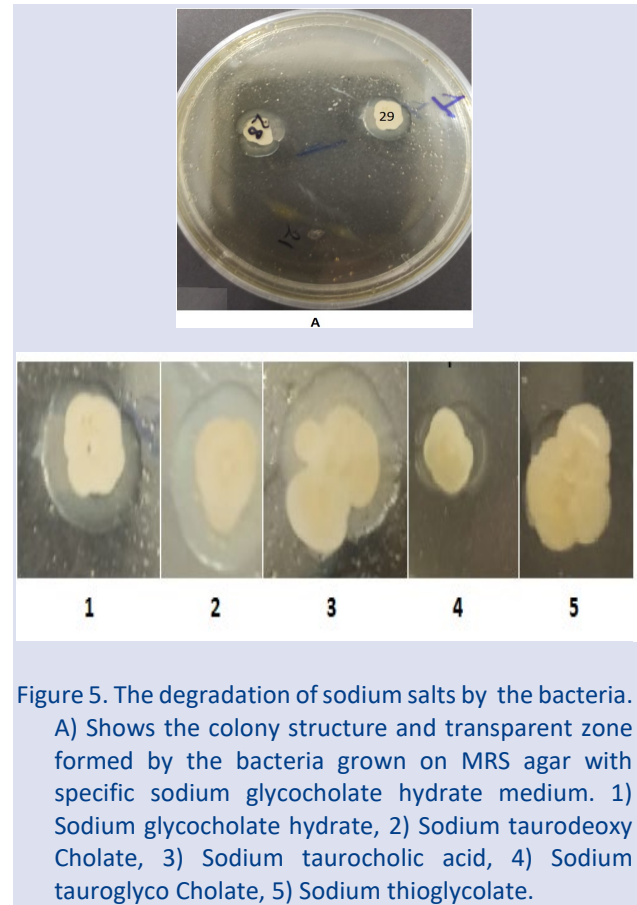 28
29
21
A
1 2 3 4 5
Figure 5. The degradation of sodium salts by the bacteria.
A) Shows the colony structure and transparent zone
formed by the bacteria grown on MRS agar with
specific sodium glycocholate hydrate medium. 1)
Sodium glycocholate hydrate, 2) Sodium taurodeoxy
Cholate, 3) Sodium taurocholic acid, 4) Sodium
tauroglyco Cholate, 5) Sodium thioglycolate.